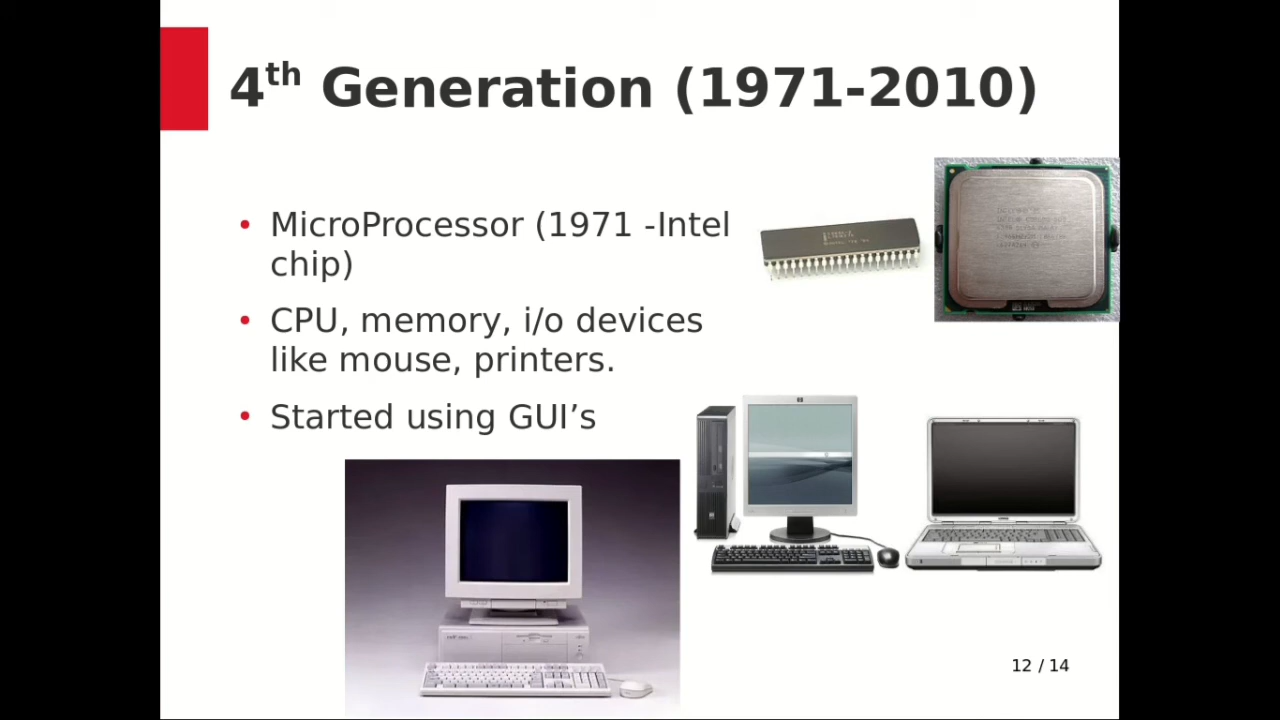 4th Generation (1971-2010)
MicroProcessor (1971 -Intel
chip)
CPU, memory, i/o devices
like mouse, printers.
Started using GUI’s
12 / 14